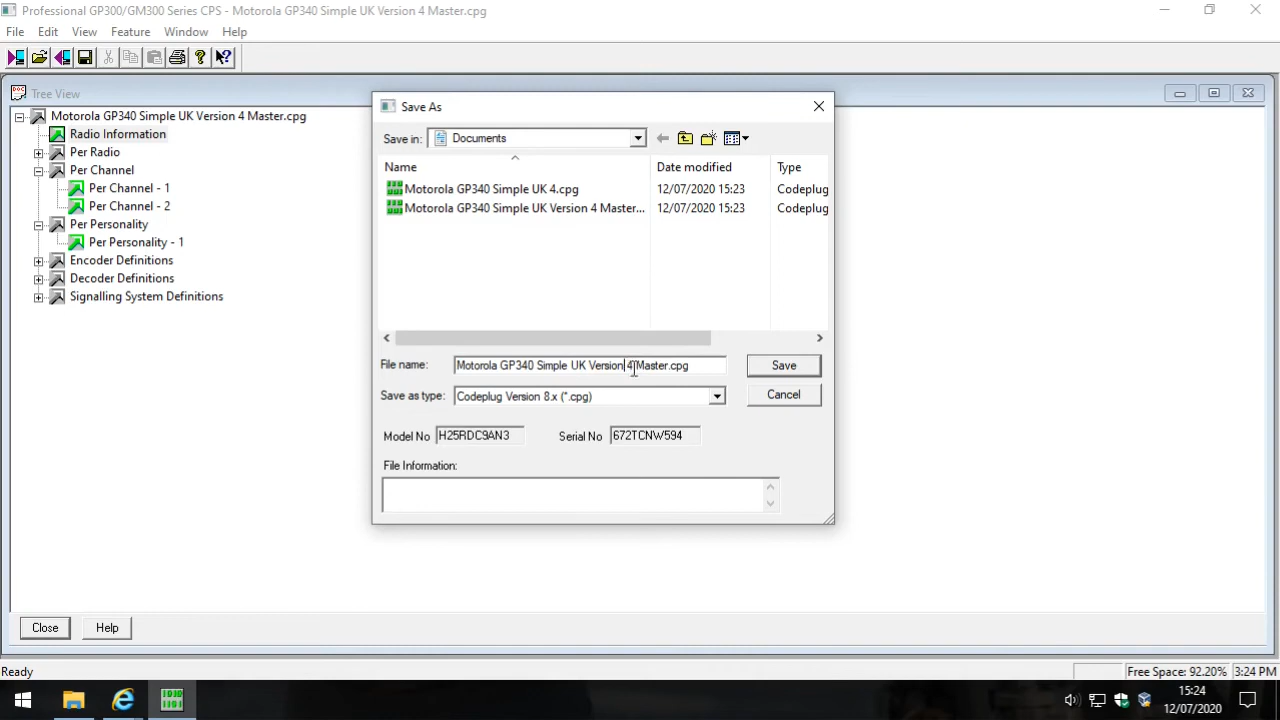 Professional GP300/GM300 Series CPS - Motorola GP340 Simple UK Version 4 Master.cpg
File Edit View Feature Window Help
Tree View
Motorola GP340 Simple UK Version 4 Master.cpg
Radio Information
Per Radio
Per Channel
Per Channel - 1
Per Channel - 2
Per Personality
Per Personality - 1
Encoder Definitions
Decoder Definitions
Signalling System Definitions
Save As
Save in: Documents
Name Date modified Type
Motorola GP340 Simple UK 4.cpg 12/07/2020 15:23 Codeplug
Motorola GP340 Simple UK Version 4 Master... 12/07/2020 15:23 Codeplug
File name: Motorola GP340 Simple UK Version 4 Master.cpg Save
Save as type: Codeplug Version 8.x (*.cpg) Cancel
Model No H25RDC9AN3 Serial No 672TCNW594
File Information:
Close Help
Ready Free Space: 92.20% 3:24 PM
15:24
12/07/2020